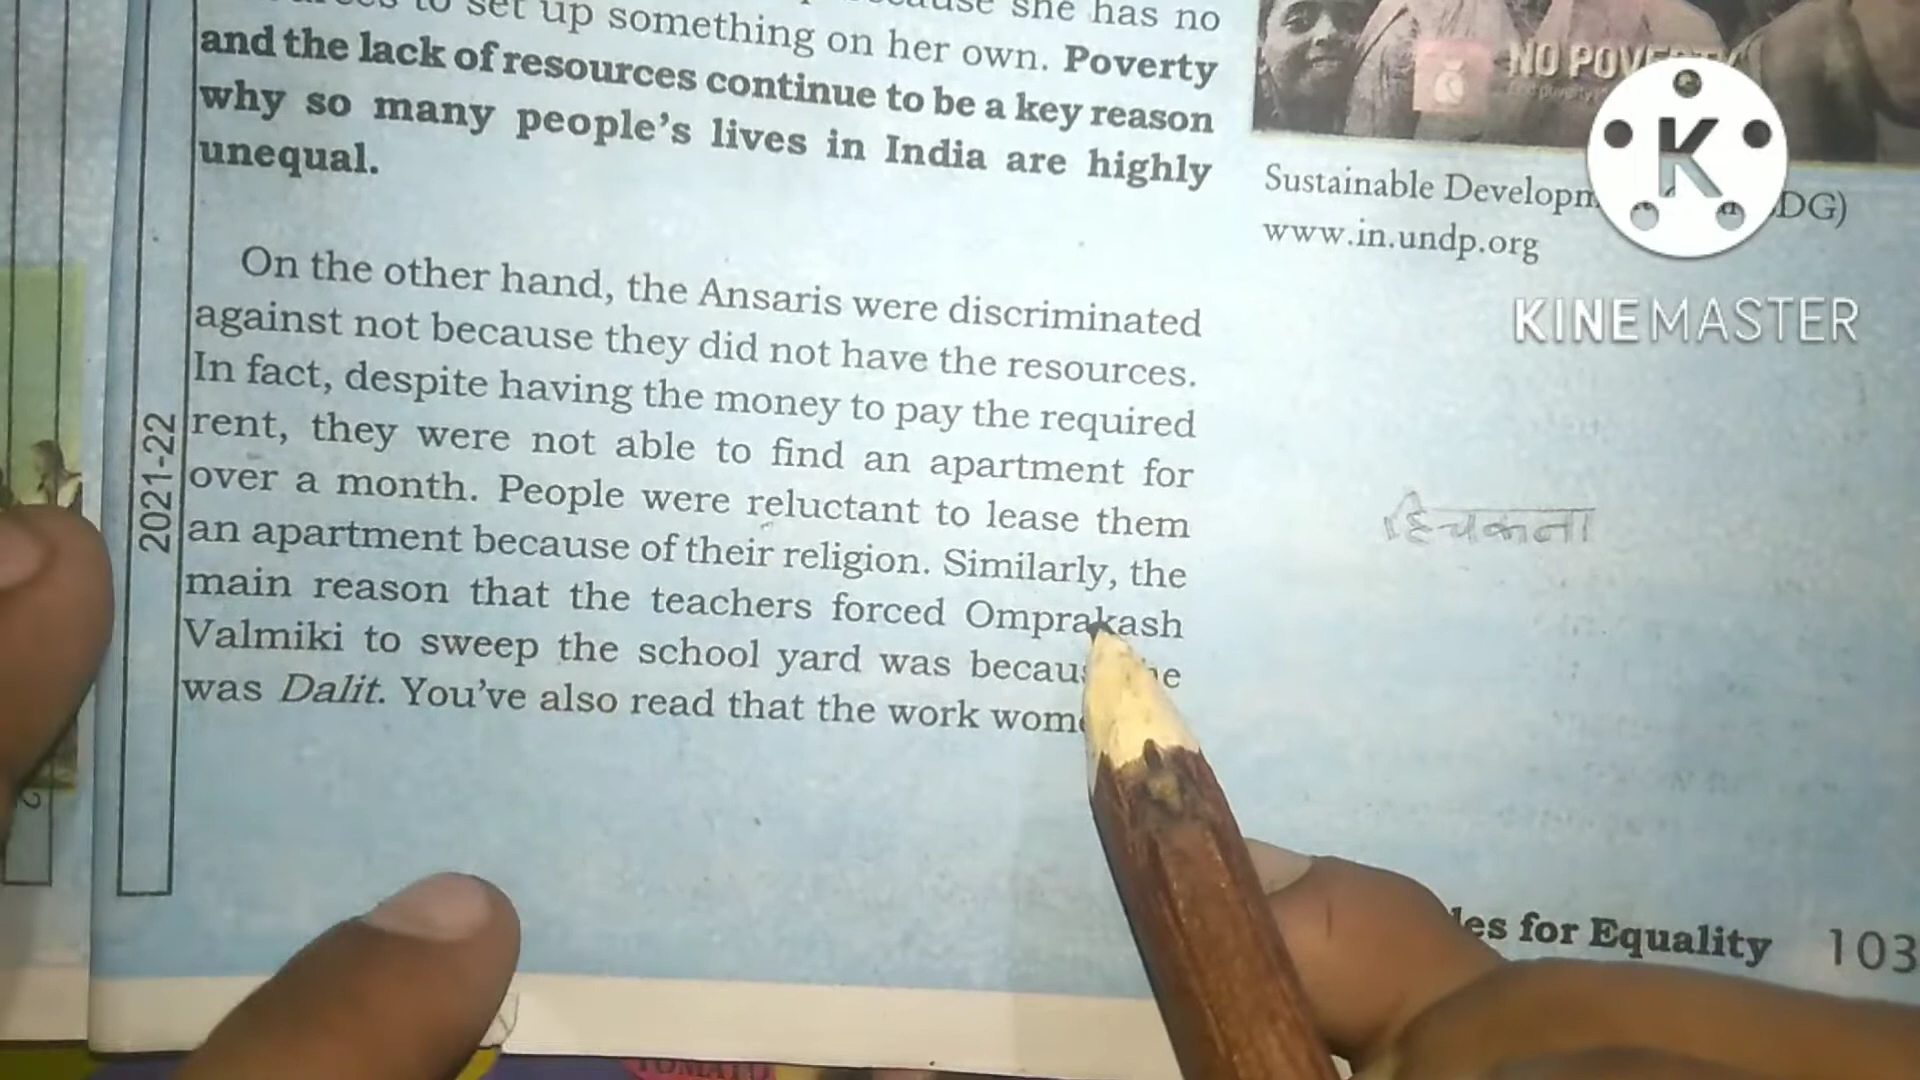 to set up something on her own. Poverty
she has no
and the lack of resources continue to be a key reason
why so many people's lives in India are highly
unequal.
On the other hand, the Ansaris were discriminated
against not because they did not have the resources.
In fact, despite having the money to pay the required
rent, they were not able to find an apartment for
over a month. People were reluctant to lease them
an apartment because of their religion. Similarly, the
main reason that the teachers forced Omprakash
Valmiki to sweep the school yard was
was Dalit. You've also read that the work
2021-22
NO
Sustainable
DG)
www.in.undp.org
K
KINEMASTER
हिचकना
for Equality 103